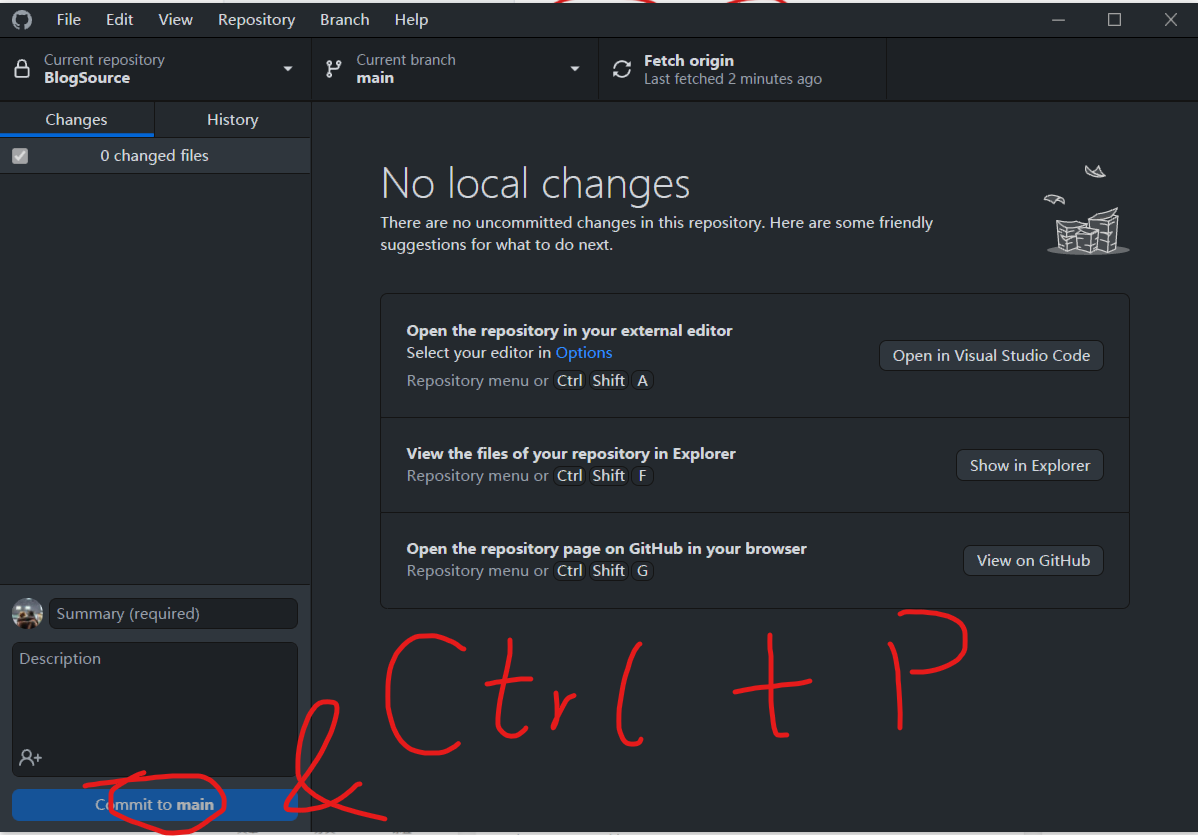 File Edit View Repository Branch Help
Current repository
BlogSource
Current branch
main
Fetch origin
Last fetched 2 minutes ago
Changes
History
0 changed files
No local changes
There are no uncommitted changes in this repository. Here are some friendly
suggestions for what to do next.
Open the repository in your external editor
Select your editor in Options
Repository menu or Ctrl Shift A
Open in Visual Studio Code
View the files of your repository in Explorer
Repository menu or Ctrl Shift F
Show in Explorer
Open the repository page on GitHub in your browser
Repository menu or Ctrl Shift G
View on GitHub
Summary (required)
Description
Commit to main
& Ctrl + P